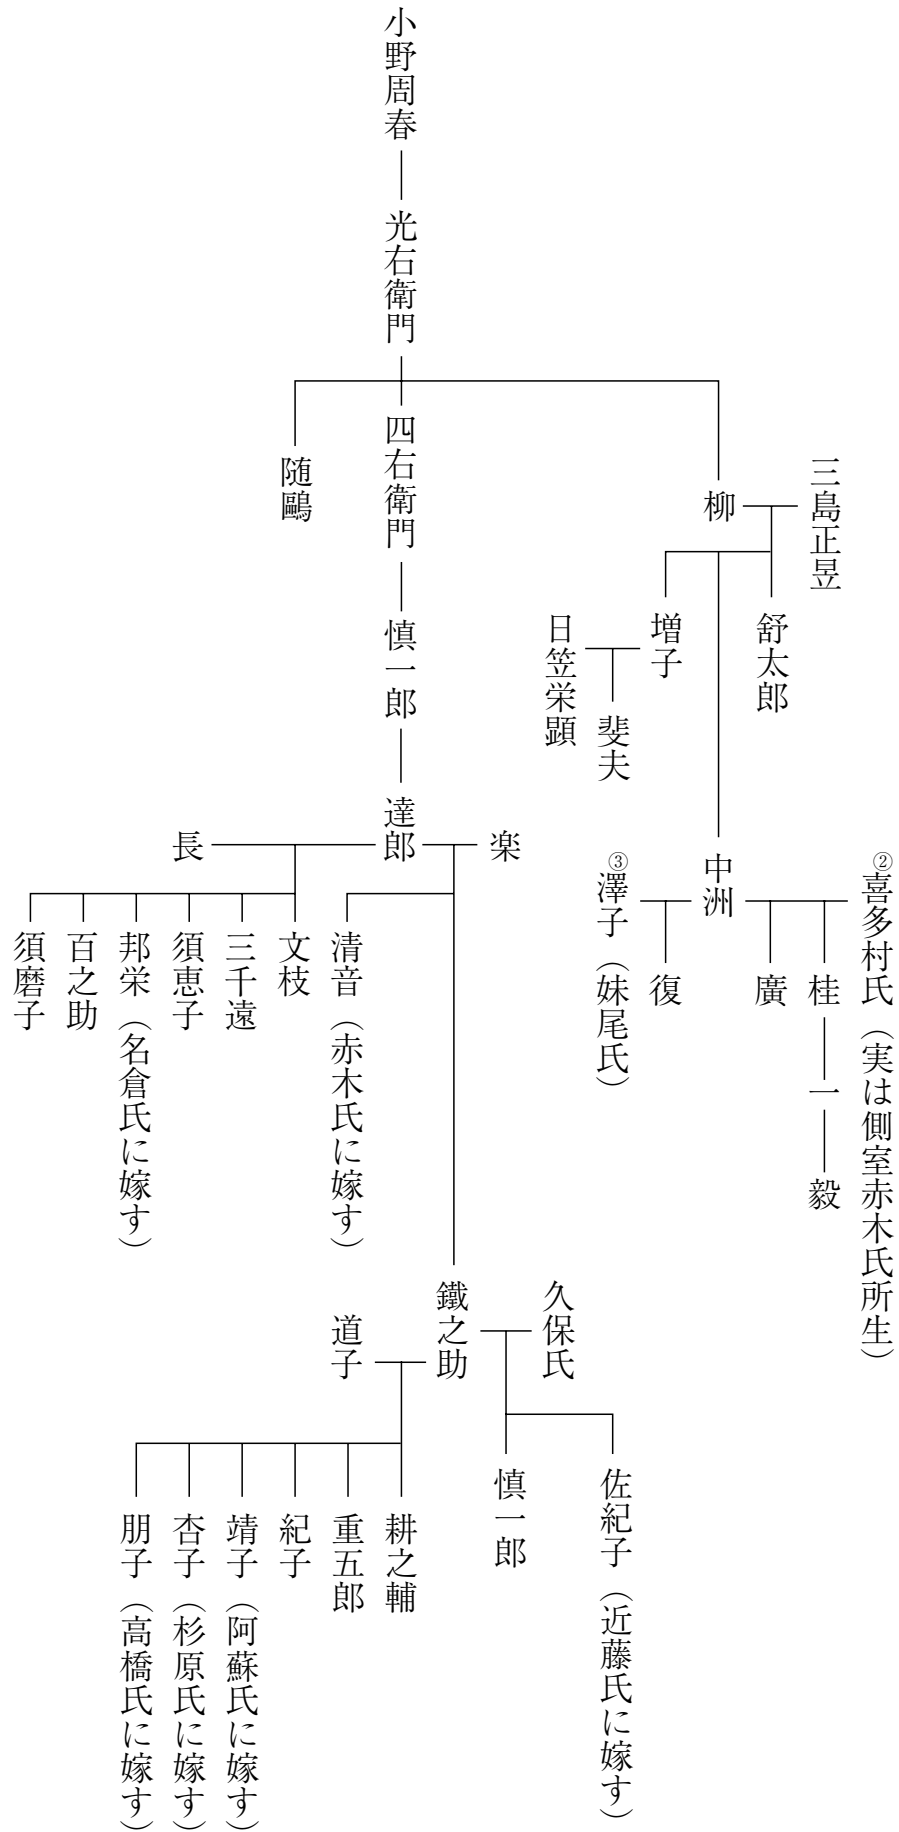 小野周春
光右衛門
柳
三島正昱
四右衛門
随鷗
舒太郎
増子
日笠栄顕
斐夫
慎一郎
中洲
②喜多村氏（実は側室赤木氏所生）
桂
一
毅
廣
③澤子（妹尾氏）
復
楽
達郎
長
清音（赤木氏に嫁す）
文枝
三千遠
須恵子
邦栄（名倉氏に嫁す）
百之助
須磨子
久保氏
鐵之助
道子
佐紀子（近藤氏に嫁す）
慎一郎
耕之輔
重五郎
紀子
靖子（阿蘇氏に嫁す）
杏子（杉原氏に嫁す）
朋子（高橋氏に嫁す）